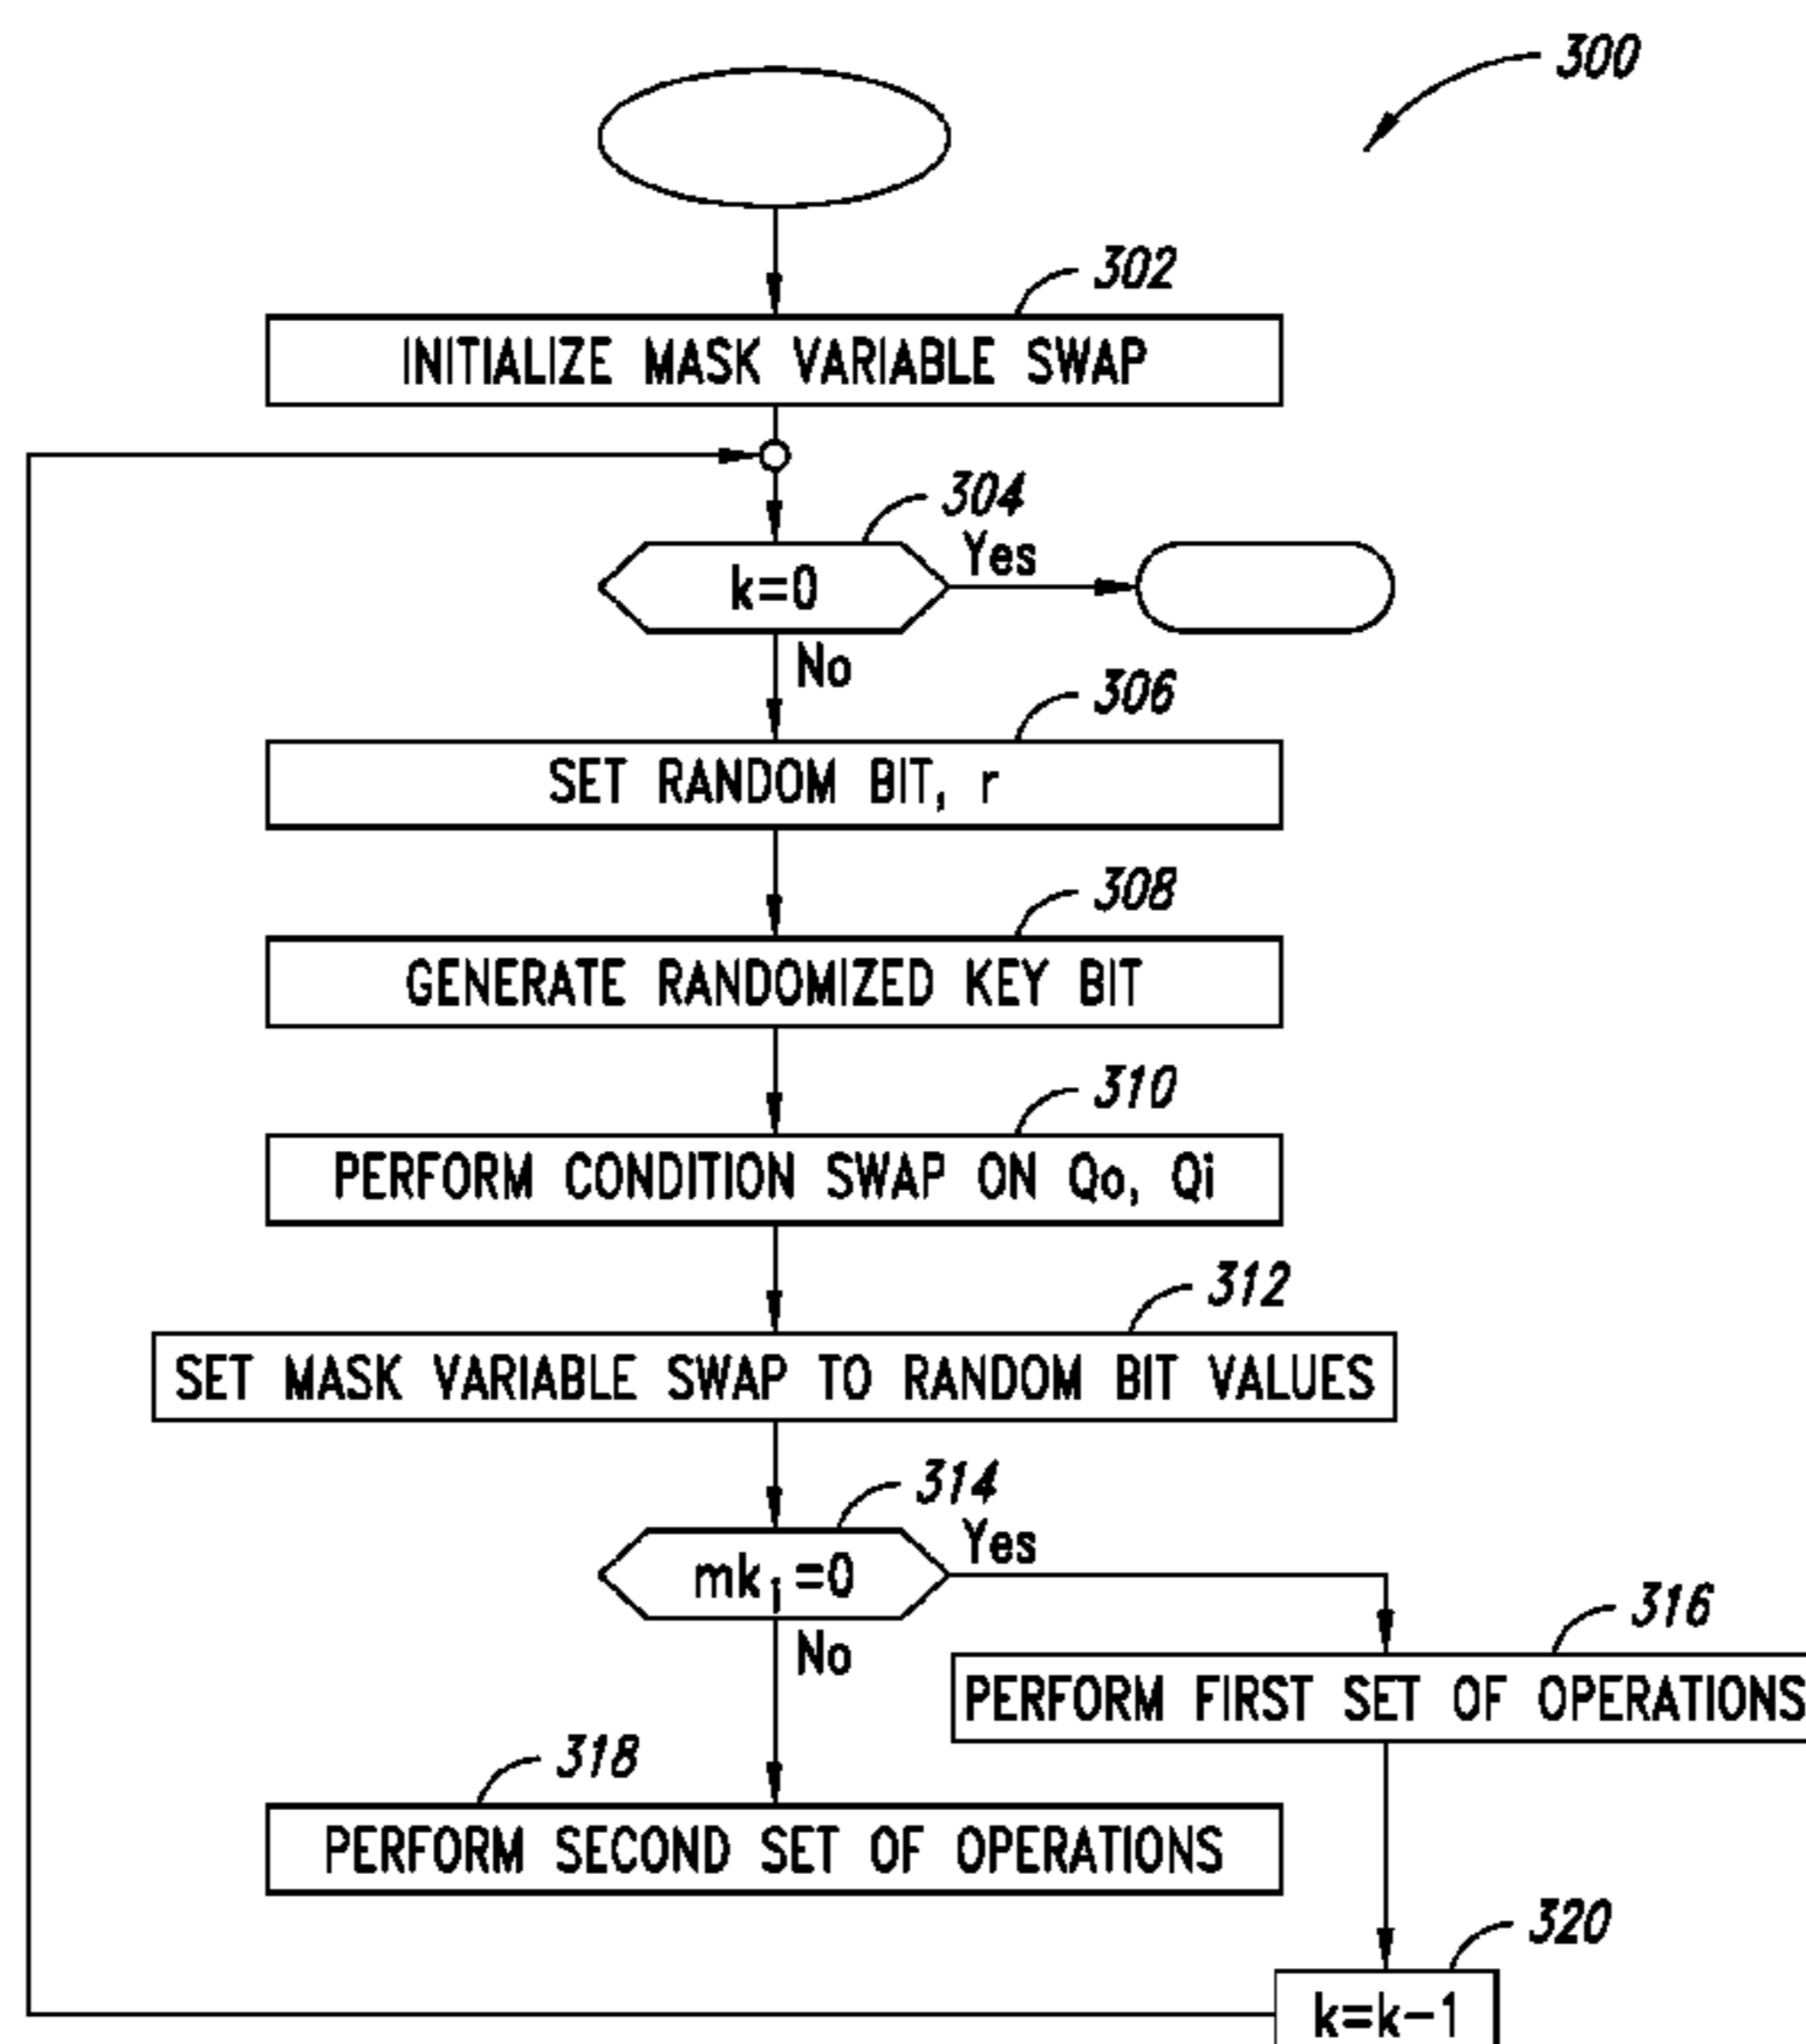 300
302
INITIALIZE MASK VARIABLE SWAP
304
k=0
Yes
No
306
SET RANDOM BIT, r
308
GENERATE RANDOMIZED KEY BIT
310
PERFORM CONDITION SWAP ON Qo, Qi
312
SET MASK VARIABLE SWAP TO RANDOM BIT VALUES
314
mki=0
Yes
No
316
PERFORM FIRST SET OF OPERATIONS
318
PERFORM SECOND SET OF OPERATIONS
320
k=k-1